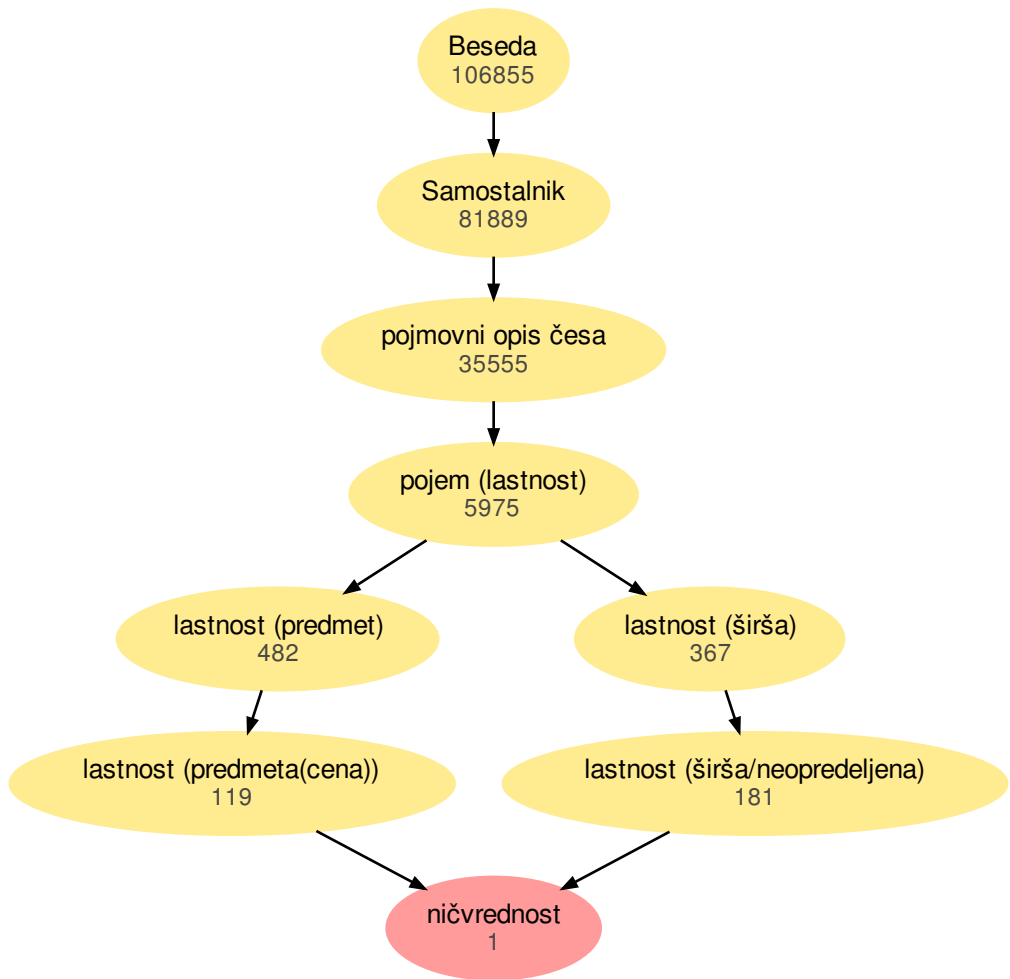 Beseda
106855
Samostalnik
81889
pojmovni opis česa
35555
pojem (lastnost)
5975
lastnost (predmet)
482
lastnost (širša)
367
lastnost (predmeta(cena))
119
lastnost (širša/neopredeljena)
181
ničvrednost
1